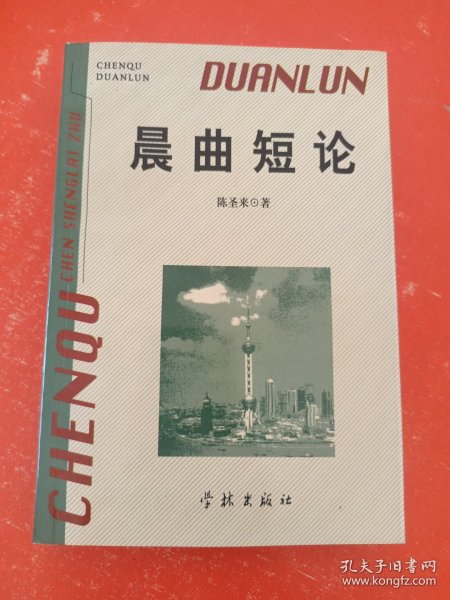 CHENQU
DUANLUN
DUANLUN
晨曲短论
陈圣来⊙著
CHENQU
CHEN SHENGLAI ZHU
学林出版社
孔夫子旧书网
www.kongfz.com